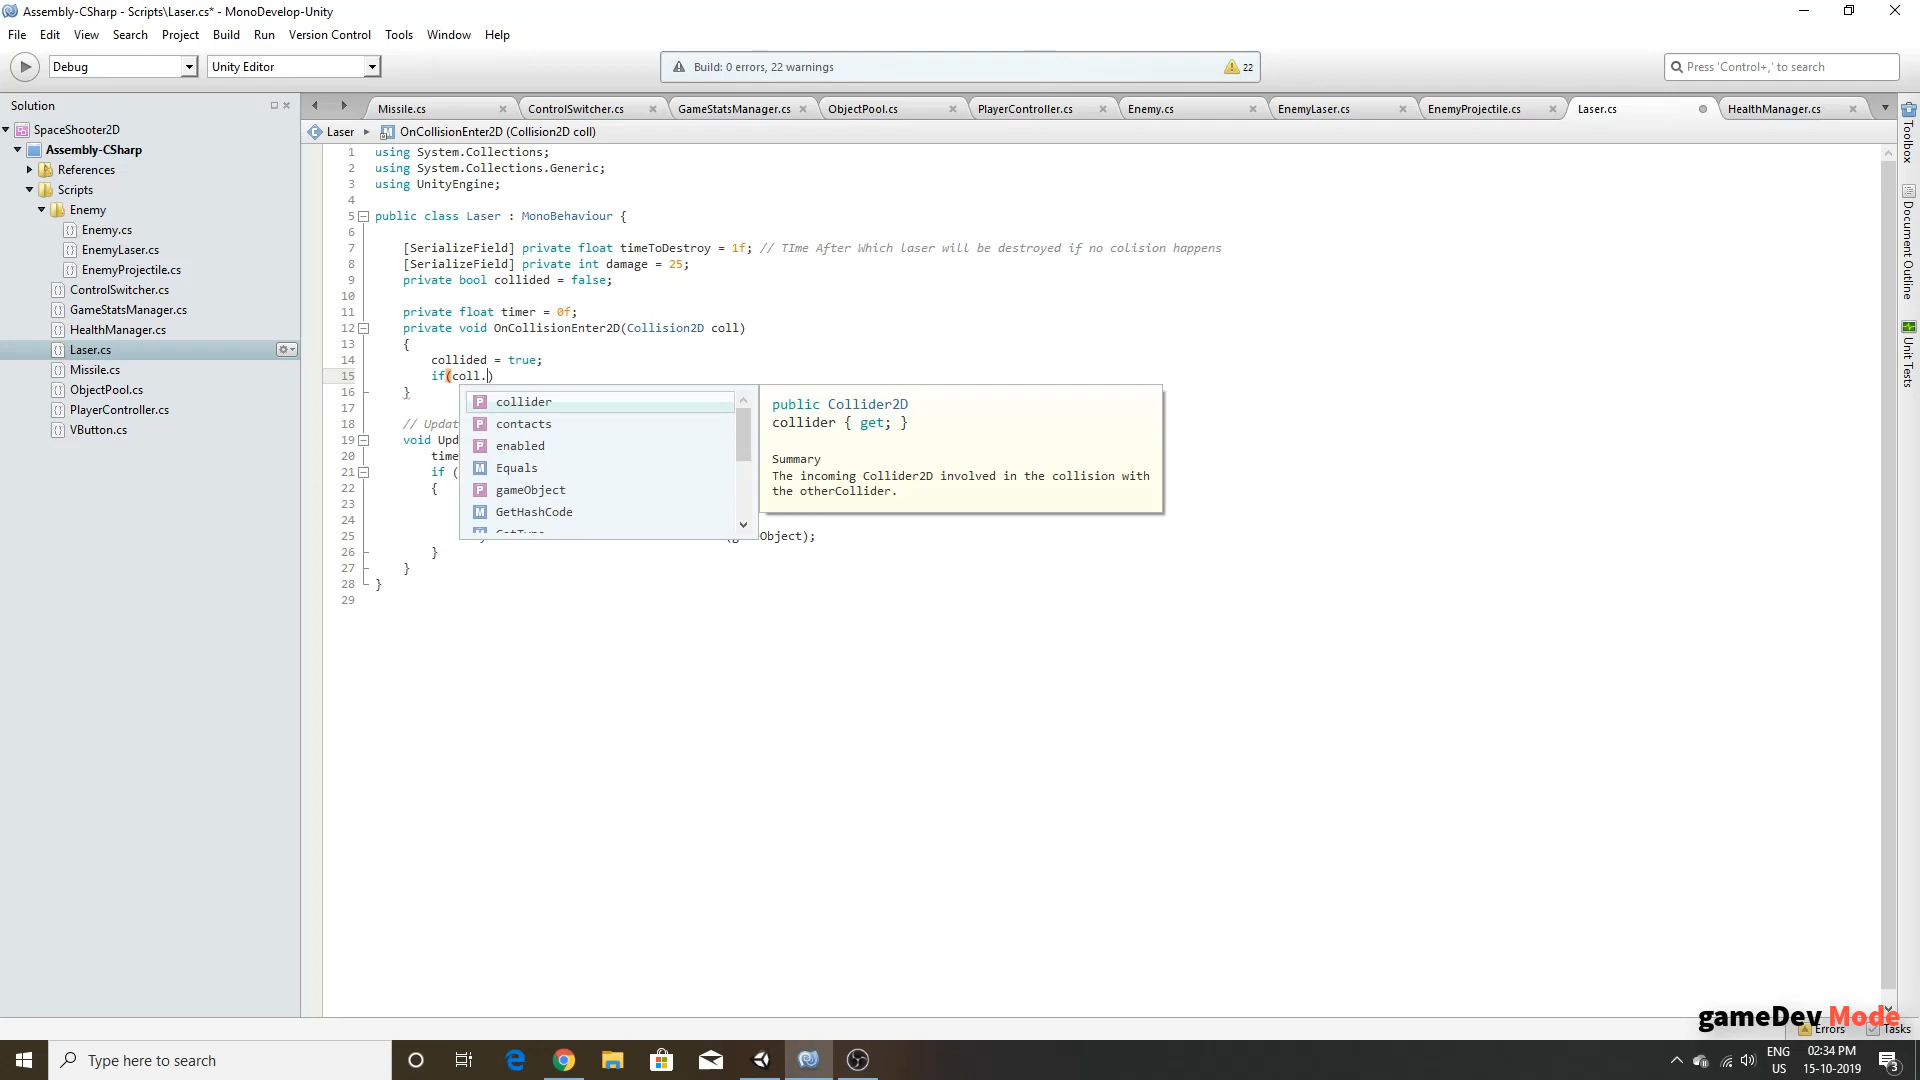 Assembly-CSharp - Scripts\Laser.cs* - MonoDevelop-Unity
File Edit View Search Project Build Run Version Control Tools Window Help
Debug
Unity Editor
Build: 0 errors, 22 warnings
22
Press 'Control+,' to search
Solution
SpaceShooter2D
Assembly-CSharp
References
Scripts
Enemy
Enemy.cs
EnemyLaser.cs
EnemyProjectile.cs
ControlSwitcher.cs
GameStatsManager.cs
HealthManager.cs
Laser.cs
Missile.cs
ObjectPool.cs
PlayerController.cs
VButton.cs
Missile.cs ControlSwitcher.cs GameStatsManager.cs ObjectPool.cs PlayerController.cs Enemy.cs EnemyLaser.cs EnemyProjectile.cs Laser.cs HealthManager.cs
Laser OnCollisionEnter2D (Collision2D coll)
1 using System.Collections;
2 using System.Collections.Generic;
3 using UnityEngine;
4
5 public class Laser : MonoBehaviour {
6
7 [SerializeField] private float timeToDestroy = 1f; // TIme After Which laser will be destroyed if no colision happens
8 [SerializeField] private int damage = 25;
9 private bool collided = false;
10
11 private float timer = 0f;
12 private void OnCollisionEnter2D(Collision2D coll)
13 {
14 collided = true;
15 if(coll.)
16 }
17
18 // Updat
19 void Upd
20 time
21 if (
22 {
23
24
25 Object);
26 }
27 }
28 }
29
collider
contacts
enabled
Equals
gameObject
GetHashCode
public Collider2D
collider { get; }
Summary
The incoming Collider2D involved in the collision with
the otherCollider.
Toolbox
Document Outline
Unit Tests
gameDev Mode
Errors
Tasks
Type here to search
ENG
US
02:34 PM
15-10-2019
3